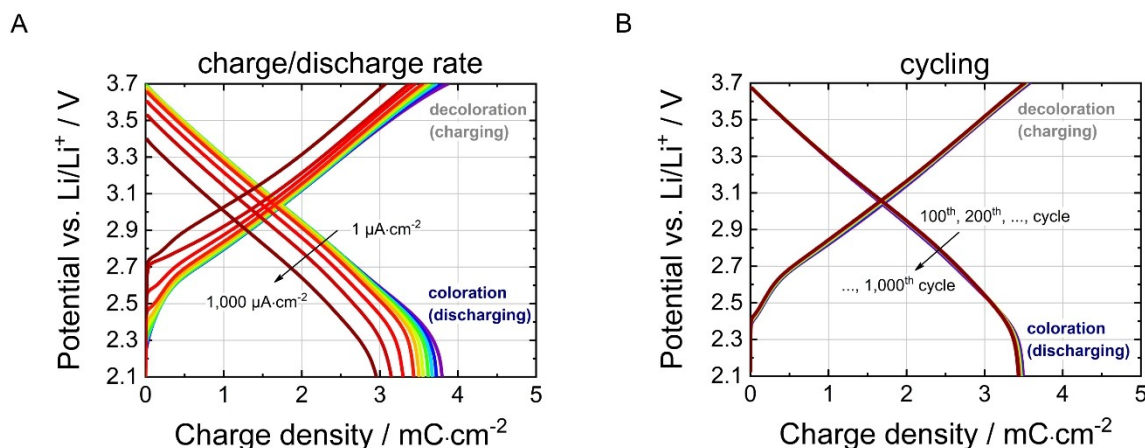 A
charge/discharge rate
Potential vs. Li/Li⁺ / V
3.7
3.5
3.3
3.1
2.9
2.7
2.5
2.3
2.1
decoloration
(charging)
1 µA·cm⁻²
1,000 µA·cm⁻²
coloration
(discharging)
0 1 2 3 4 5
Charge density / mC·cm⁻²
B
cycling
Potential vs. Li/Li⁺ / V
3.7
3.5
3.3
3.1
2.9
2.7
2.5
2.3
2.1
decoloration
(charging)
100th, 200th, ..., cycle
..., 1,000th cycle
coloration
(discharging)
0 1 2 3 4 5
Charge density / mC·cm⁻²